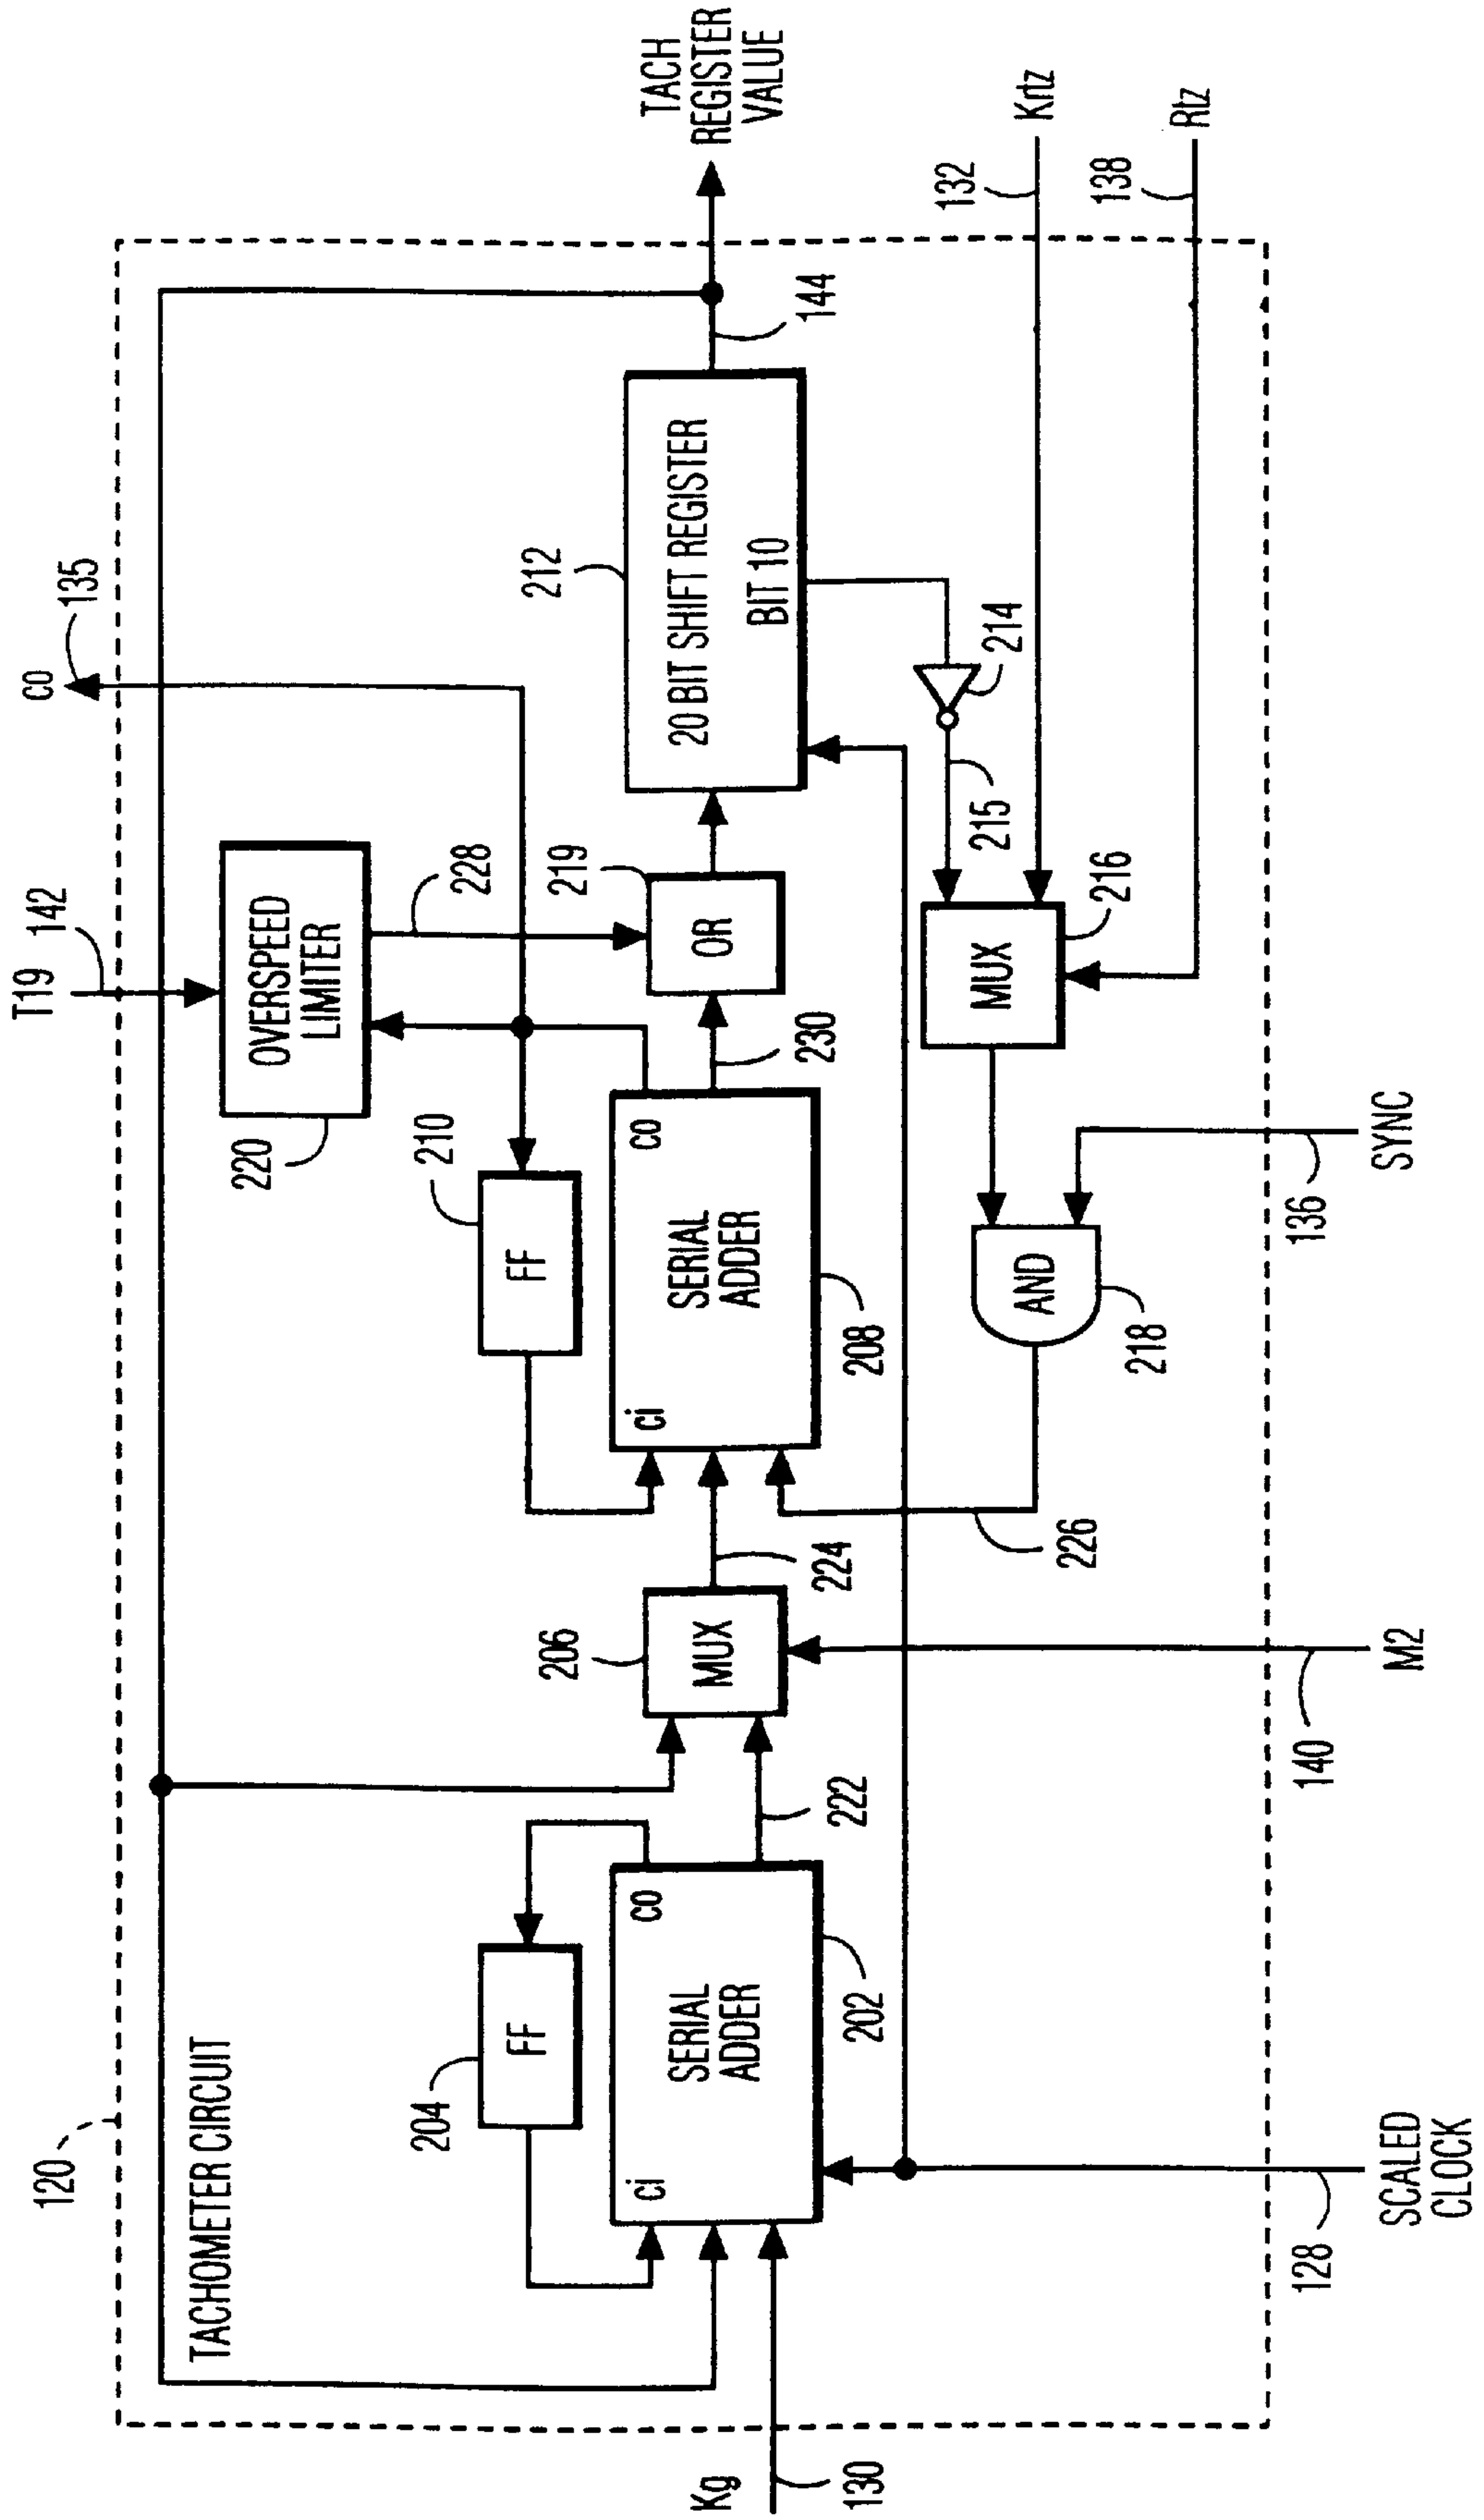 120
TACHOMETER CIRCUIT
T19
142
co
135
OVERSPEED
LIMITER
220
228
204
FF
210
FF
219
212
ci
co
SERIAL
ADDER
202
206
MUX
222
224
ci
co
SERIAL
ADDER
208
230
OR
20 BIT SHIFT REGISTER
BIT 10
144
TACH
REGISTER
VALUE
Kg
130
226
AND
218
MUX
216
215
214
132
Krtz
138
Rtz
128
SCALED
CLOCK
140
M2
136
SYNC